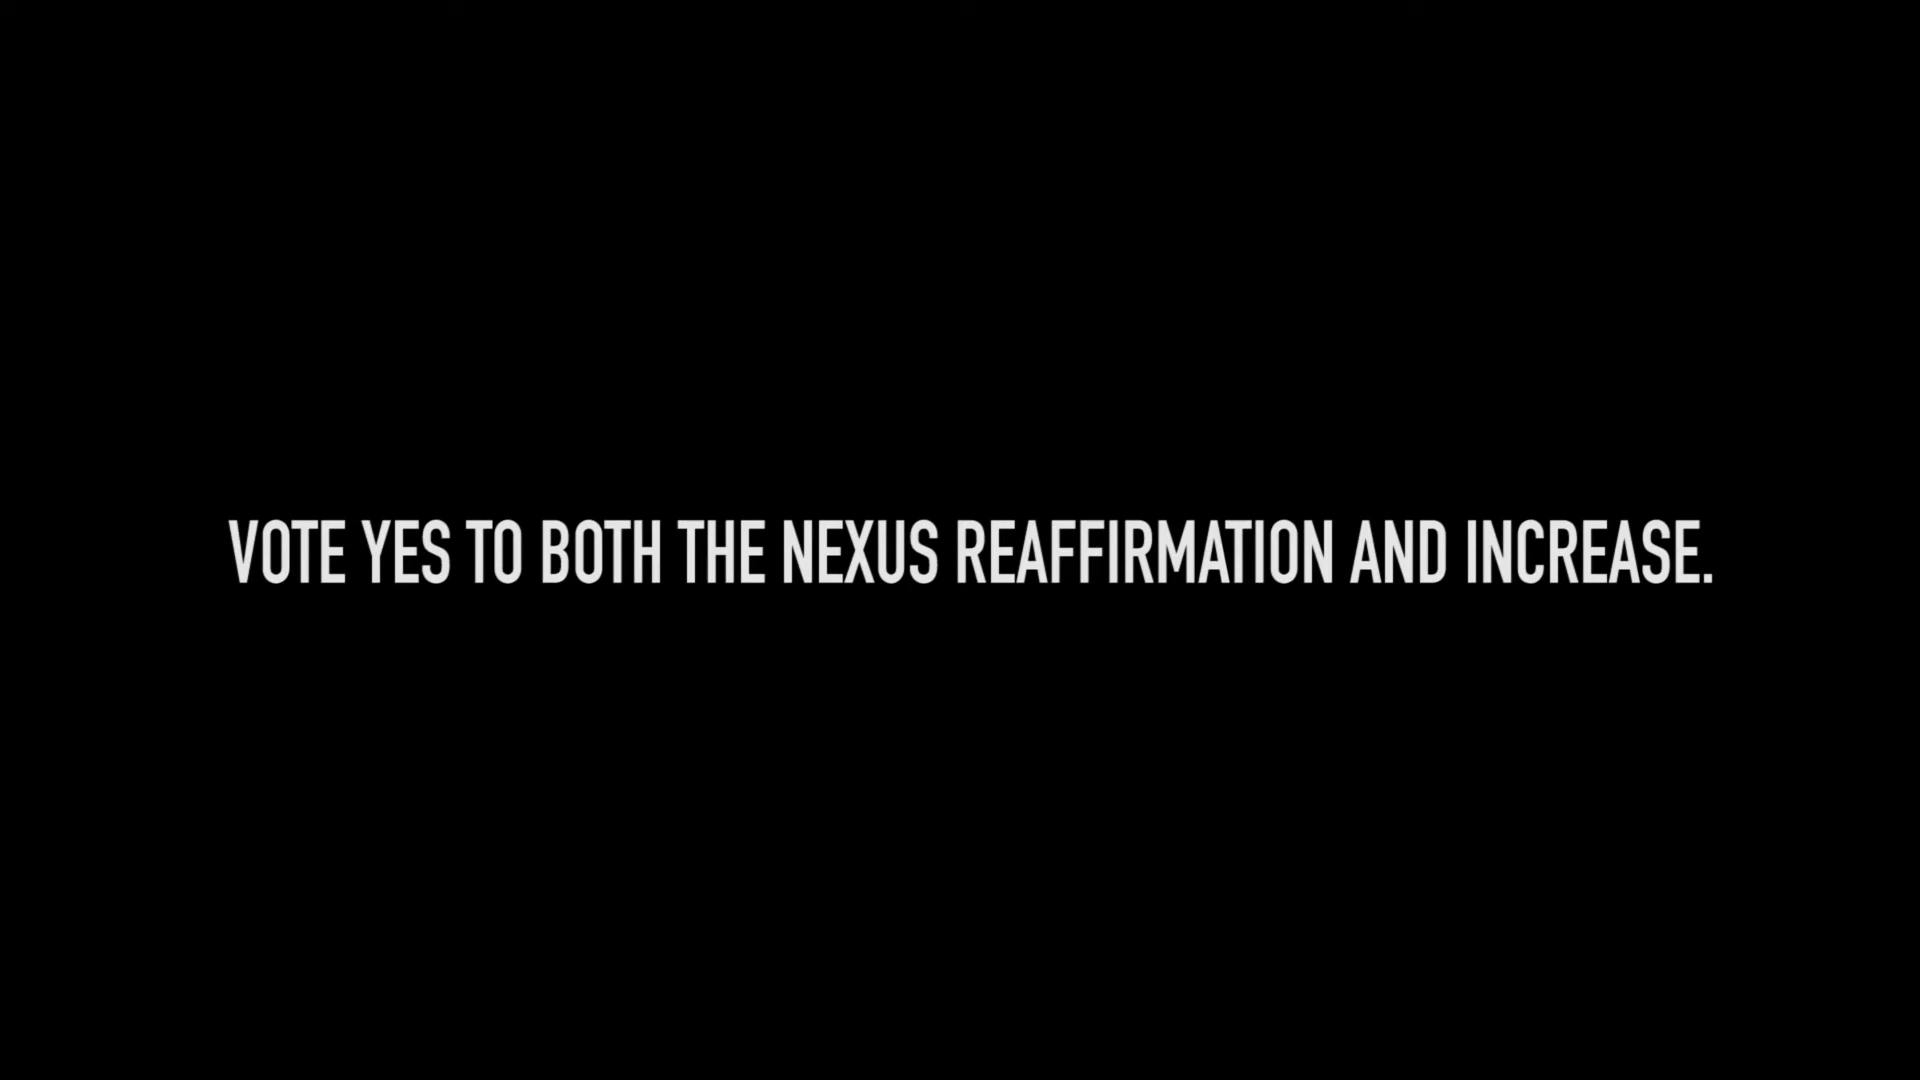 VOTE YES TO BOTH THE NEXUS REAFFIRMATION AND INCREASE.